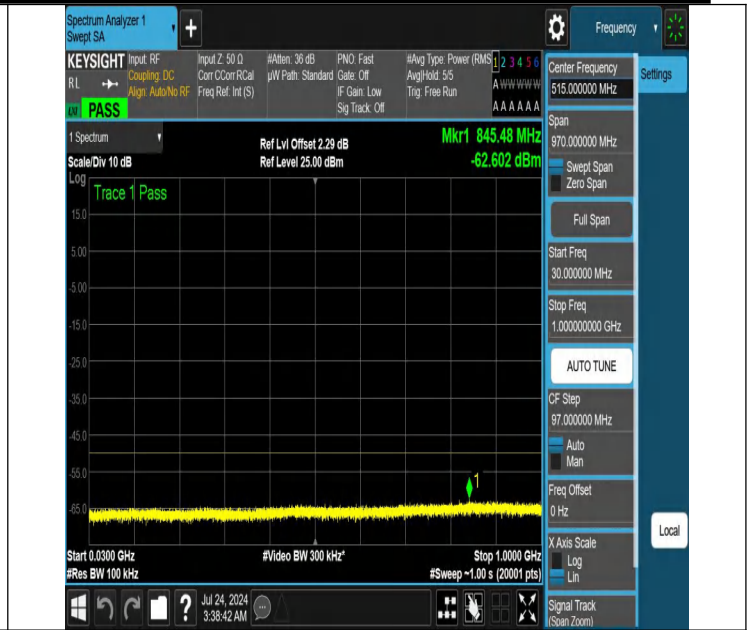 Spectrum Analyzer 1
Swept SA
+
Frequency
KEYSIGHT
RL
PASS
Input: RF
Coupling: DC
Align: Auto/No RF
Input Z: 50 Ω
Corr CCorr RCal
Freq Ref: Int (S)
#Atten: 36 dB
µW Path: Standard
PNO: Fast
Gate: Off
IF Gain: Low
Sig Track: Off
#Avg Type: Power (RMS
Avg|Hold: 5/5
Trig: Free Run
1 2 3 4 5 6
A W W W W W
A A A A A A
1 Spectrum
Scale/Div 10 dB
Ref Lvl Offset 2.29 dB
Ref Level 25.00 dBm
Mkr1 845.48 MHz
-62.602 dBm
Log
Trace 1 Pass
15.0
5.00
-5.00
-15.0
-25.0
-35.0
-45.0
-55.0
-65.0
1
Start 0.0300 GHz
#Res BW 100 kHz
#Video BW 300 kHz*
Stop 1.0000 GHz
#Sweep ~1.00 s (20001 pts)
Center Frequency
515.000000 MHz
Settings
Span
970.000000 MHz
Swept Span
Zero Span
Full Span
Start Freq
30.000000 MHz
Stop Freq
1.000000000 GHz
AUTO TUNE
CF Step
97.000000 MHz
Auto
Man
Freq Offset
0 Hz
X Axis Scale
Log
Lin
Signal Track
(Span Zoom)
Local
?
Jul 24, 2024
3:38:42 AM